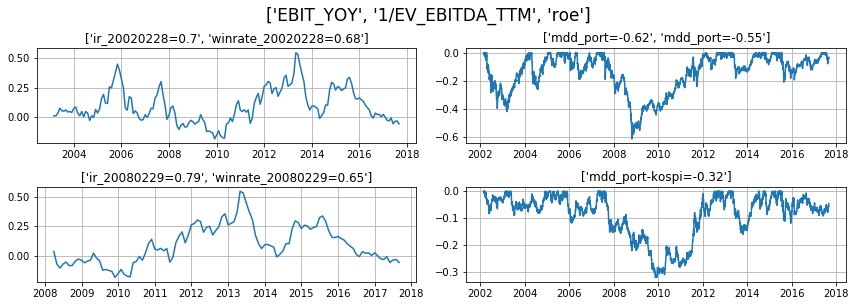 ['EBIT_YOY', '1/EV_EBITDA_TTM', 'roe']
['ir_20020228=0.7', 'winrate_20020228=0.68']
0.50
0.25
0.00
2004 2006 2008 2010 2012 2014 2016 2018
['mdd_port=-0.62', 'mdd_port=-0.55']
0.0
−0.2
−0.4
−0.6
2002 2004 2006 2008 2010 2012 2014 2016 2018
['ir_20080229=0.79', 'winrate_20080229=0.65']
0.50
0.25
0.00
2008 2009 2010 2011 2012 2013 2014 2015 2016 2017 2018
['mdd_port-kospi=-0.32']
0.0
−0.1
−0.2
−0.3
2002 2004 2006 2008 2010 2012 2014 2016 2018